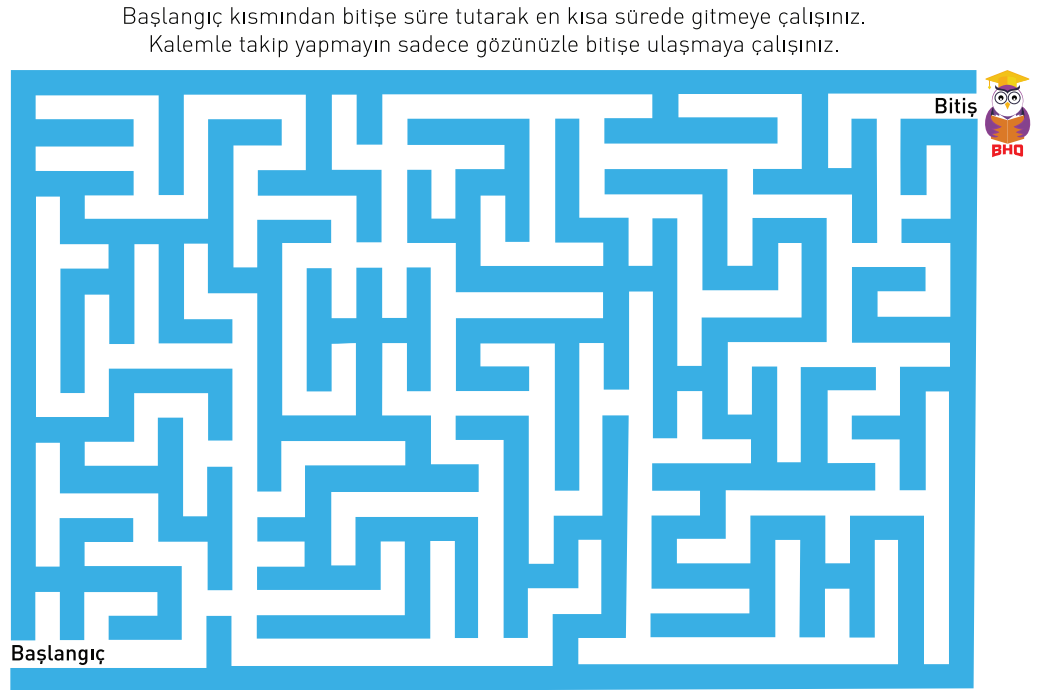 Başlangıç kısmından bitişe süre tutarak en kısa sürede gitmeye çalışınız.
Kalemle takip yapmayın sadece gözünüzle bitişe ulaşmaya çalışınız.
Bitiş
BHQ
Başlangıç